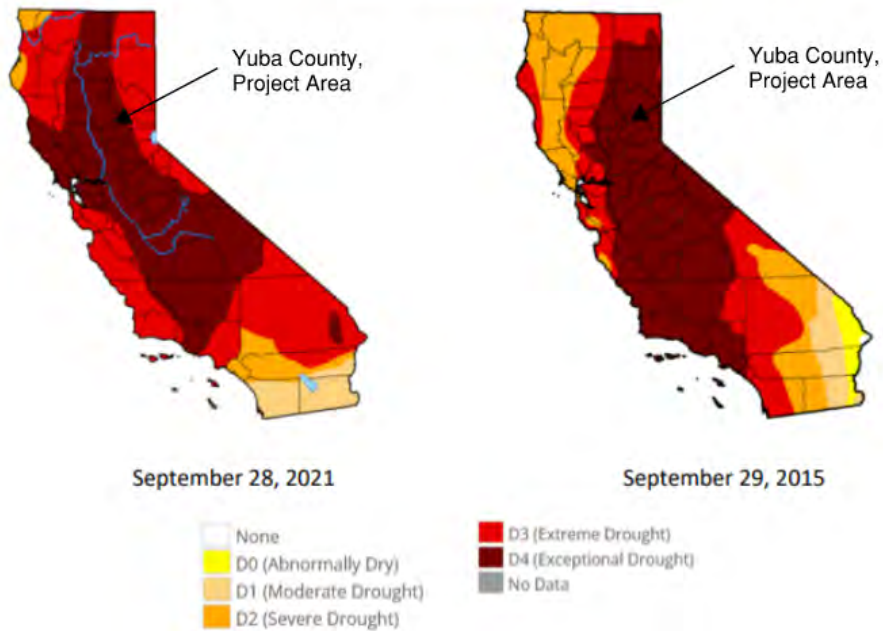 Yuba County,
Project Area
Yuba County,
Project Area
September 28, 2021
September 29, 2015
None
D0 (Abnormally Dry)
D1 (Moderate Drought)
D2 (Severe Drought)
D3 (Extreme Drought)
D4 (Exceptional Drought)
No Data